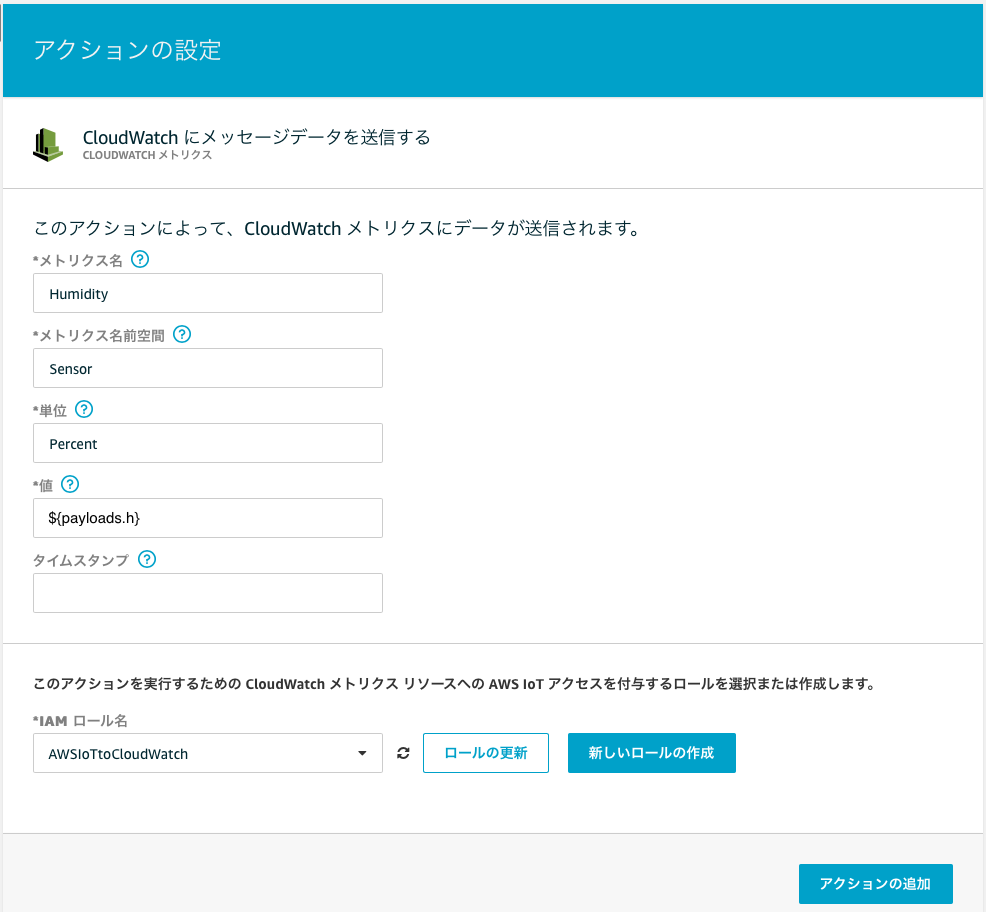 アクションの設定
CloudWatch にメッセージデータを送信する
CLOUDWATCH メトリクス
このアクションによって、CloudWatch メトリクスにデータが送信されます。
*メトリクス名 ?
Humidity
*メトリクス名前空間 ?
Sensor
*単位 ?
Percent
*値 ?
${payloads.h}
タイムスタンプ ?
このアクションを実行するための CloudWatch メトリクス リソースへの AWS IoT アクセスを付与するロールを選択または作成します。
*IAM ロール名
AWSIoTtoCloudWatch ロールの更新 新しいロールの作成
アクションの追加